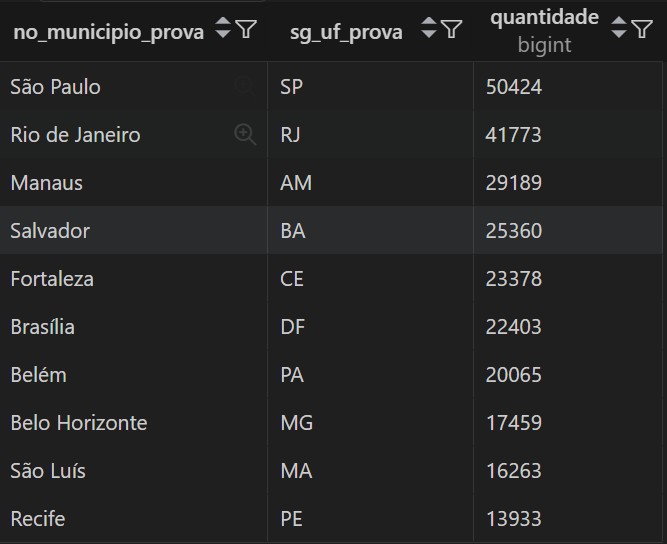 no_municipio_prova sg_uf_prova quantidade
bigint
São Paulo SP 50424
Rio de Janeiro RJ 41773
Manaus AM 29189
Salvador BA 25360
Fortaleza CE 23378
Brasília DF 22403
Belém PA 20065
Belo Horizonte MG 17459
São Luís MA 16263
Recife PE 13933